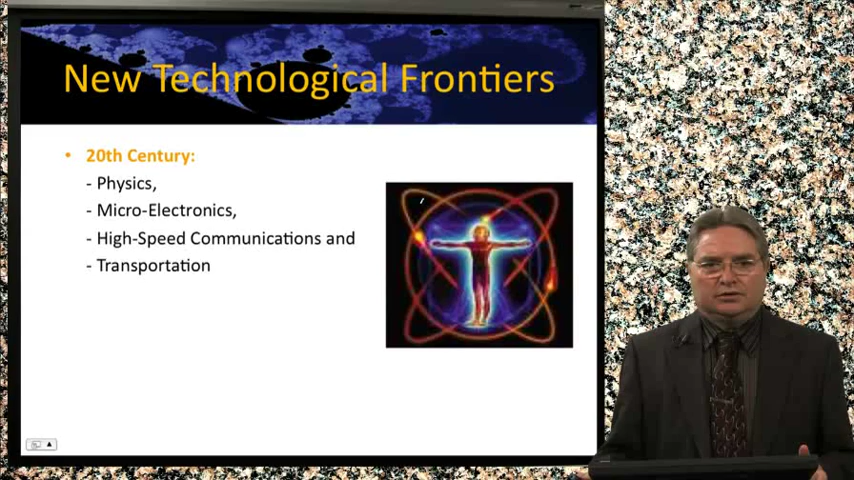 New Technological Frontiers
• 20th Century:
- Physics,
- Micro-Electronics,
- High-Speed Communications and
- Transportation